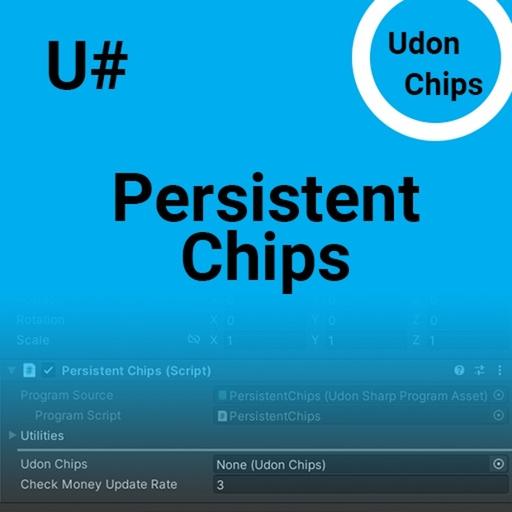 U#
Udon
Chips
Persistent
Chips
Rotation X 0 Y 0 Z 0
Scale X 1 Y 1 Z 1
# Persistent Chips (Script)
Program Source PersistentChips (Udon Sharp Program Asset)
Program Script PersistentChips
Utilities
Udon Chips None (Udon Chips)
Check Money Update Rate 3